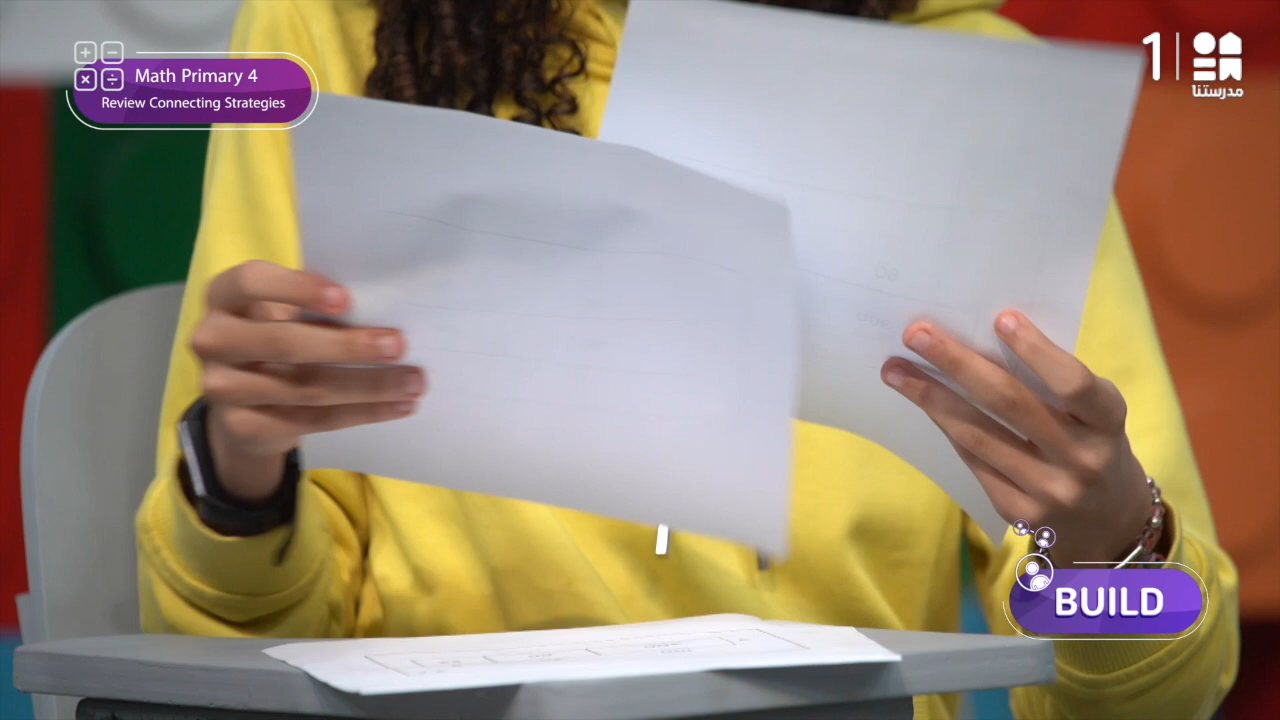 Math Primary 4
Review Connecting Strategies
1
مدرستنا
BUILD